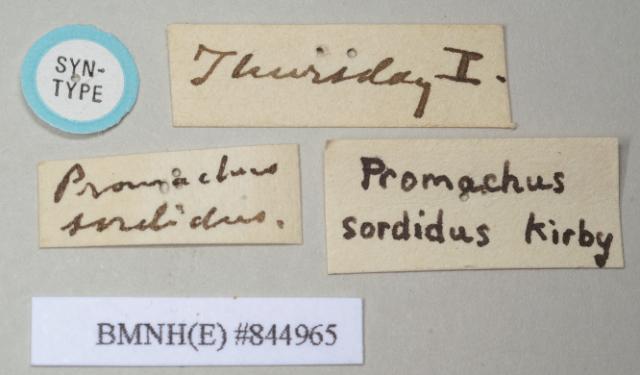 SYN-
TYPE
Thursday I.
Promachus
sordidus.
Promachus
sordidus Kirby
BMNH(E) #844965